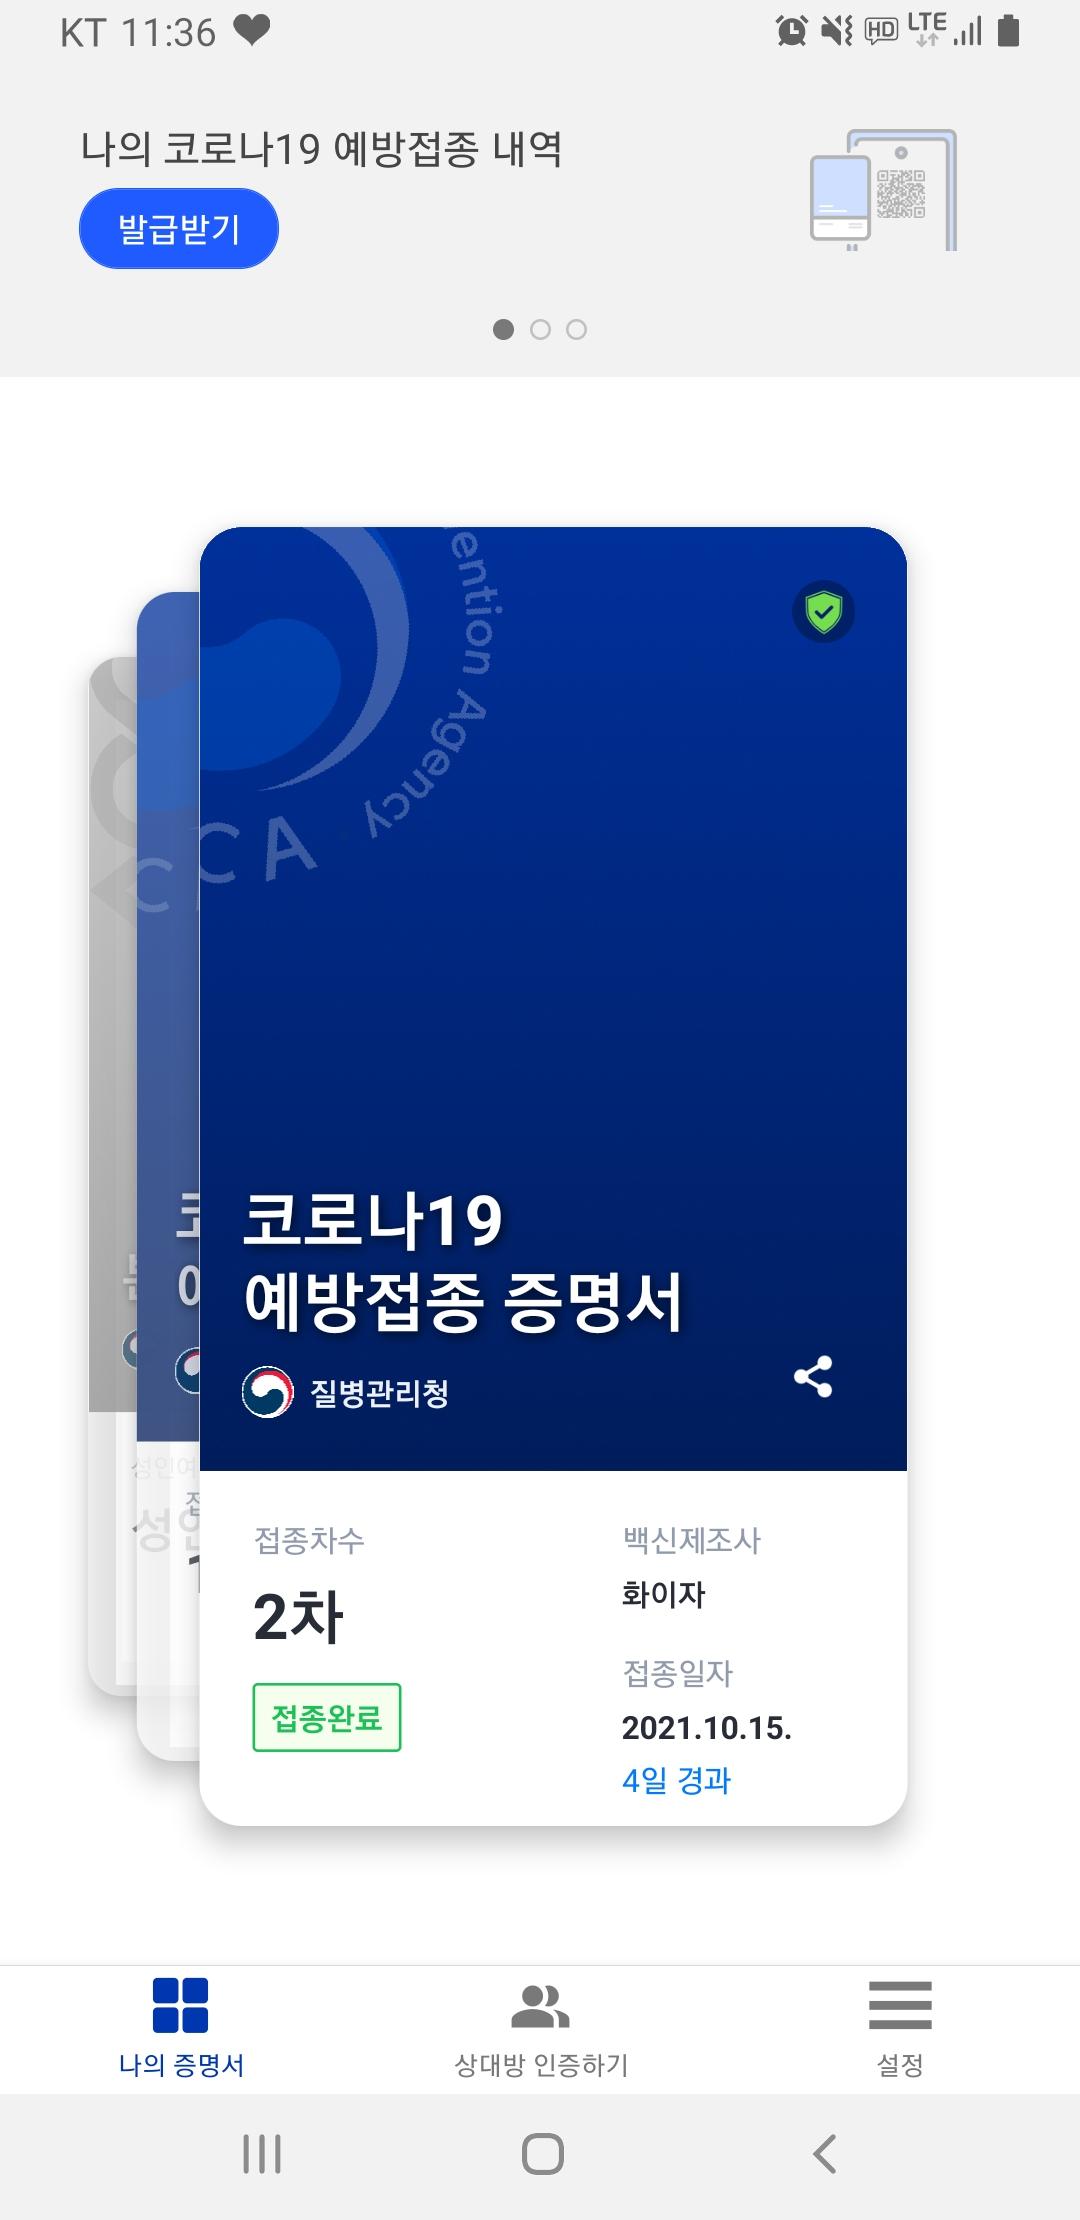 KT 11:36
HD LTE
나의 코로나19 예방접종 내역
발급받기
ention Agency
CCA
코로나19
예방접종 증명서
질병관리청
접종차수
2차
접종완료
백신제조사
화이자
접종일자
2021.10.15.
4일 경과
나의 증명서
상대방 인증하기
설정